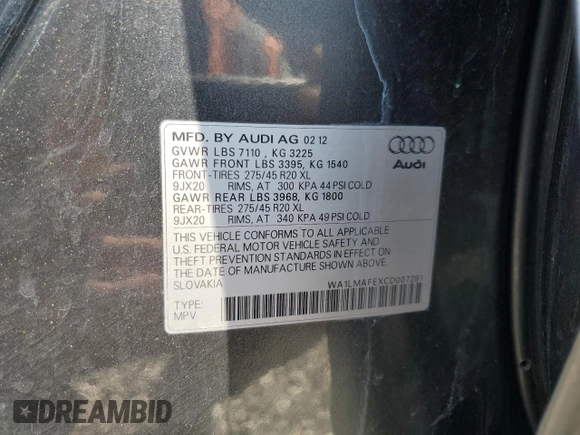 MFD. BY AUDI AG 02 12
GVWR LBS 7110 , KG 3225
GAWR FRONT LBS 3395, KG 1540
FRONT-TIRES 275/45 R20 XL
9JX20 RIMS, AT 300 KPA 44 PSI COLD
GAWR REAR LBS 3968, KG 1800
REAR-TIRES 275/45 R20 XL
9JX20 RIMS, AT 340 KPA 49 PSI COLD
Audi
THIS VEHICLE CONFORMS TO ALL APPLICABLE
U.S. FEDERAL MOTOR VEHICLE SAFETY AND
THEFT PREVENTION STANDARDS IN EFFECT ON
THE DATE OF MANUFACTURE SHOWN ABOVE.
SLOVAKIA
WA1LMAFEXCD007281
TYPE:
MPV
DREAMBID